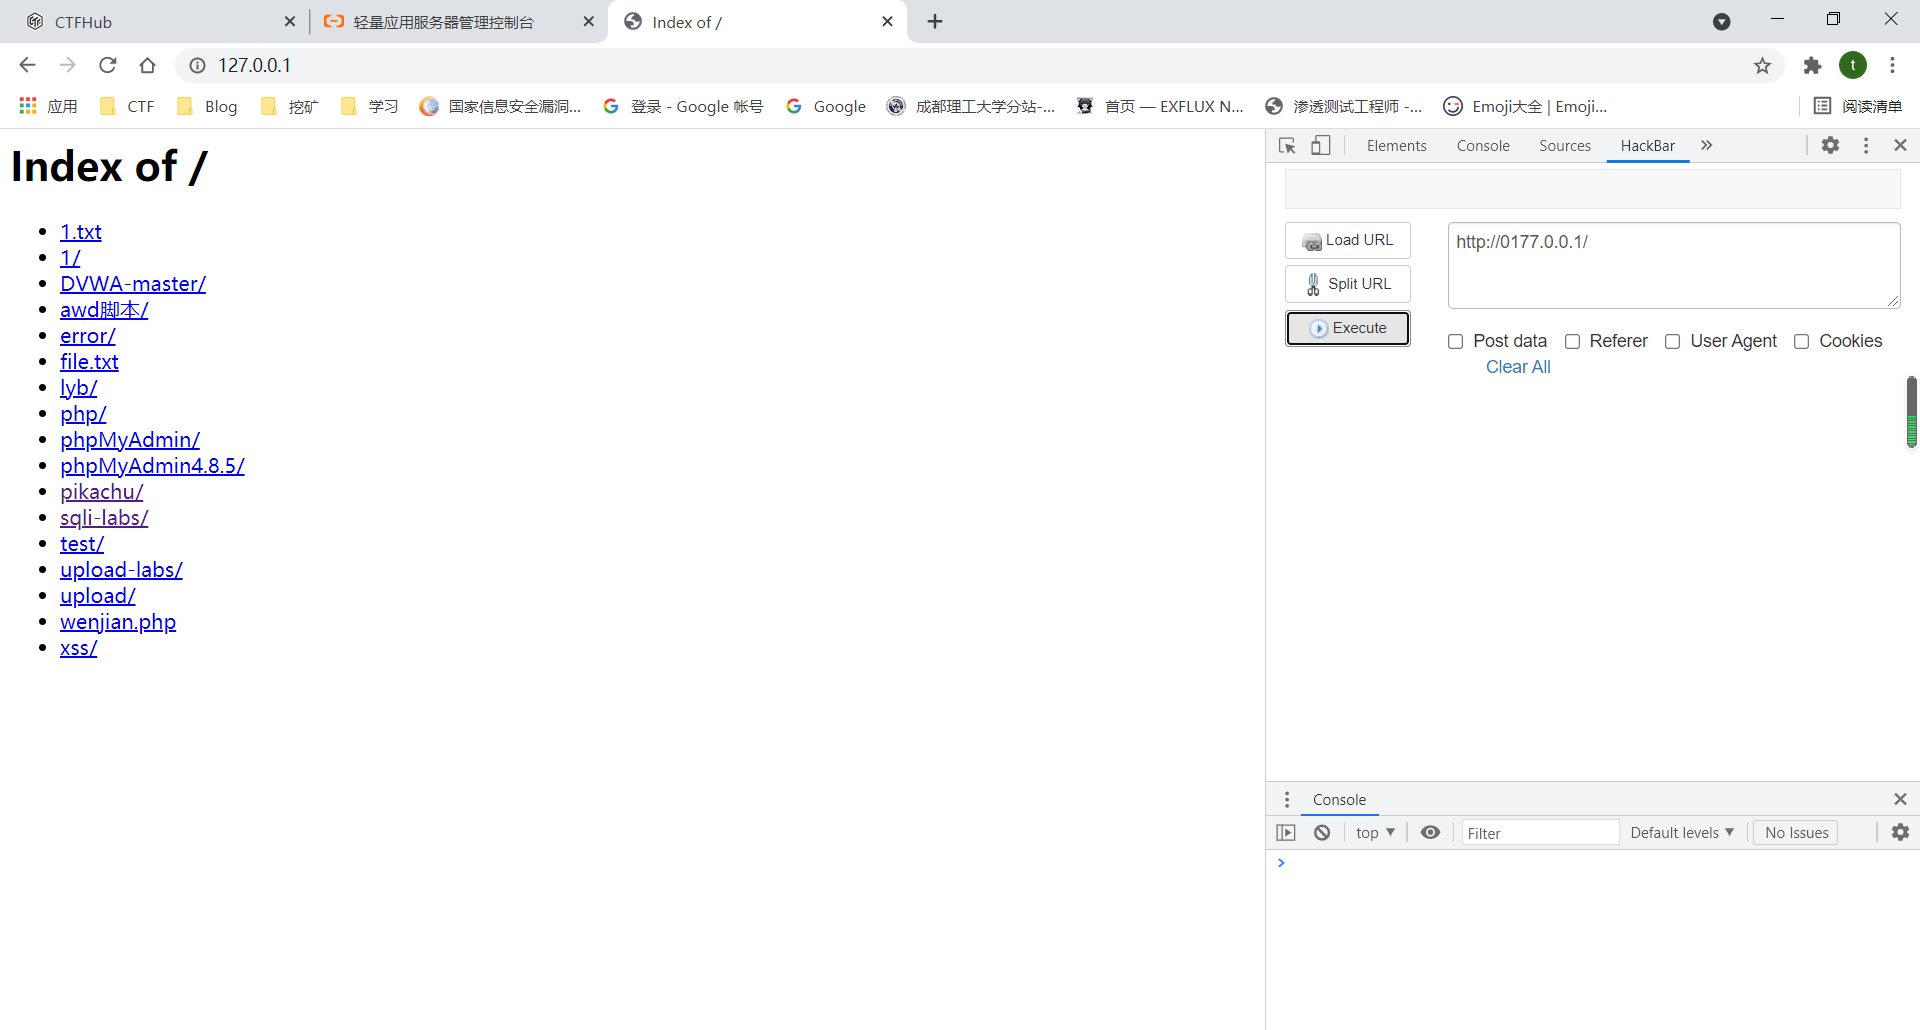 CTFHub
轻量应用服务器管理控制台
Index of /
127.0.0.1
t
应用
CTF
Blog
挖矿
学习
国家信息安全漏洞...
登录 - Google 帐号
Google
成都理工大学分站-...
首页 — EXFLUX N...
渗透测试工程师 -...
Emoji大全 | Emoji...
阅读清单
Index of /
1.txt
1/
DVWA-master/
awd脚本/
error/
file.txt
lyb/
php/
phpMyAdmin/
phpMyAdmin4.8.5/
pikachu/
sqli-labs/
test/
upload-labs/
upload/
wenjian.php
xss/
Elements
Console
Sources
HackBar
Load URL
Split URL
Execute
http://0177.0.0.1/
Post data
Referer
User Agent
Cookies
Clear All
Console
top
Filter
Default levels
No Issues